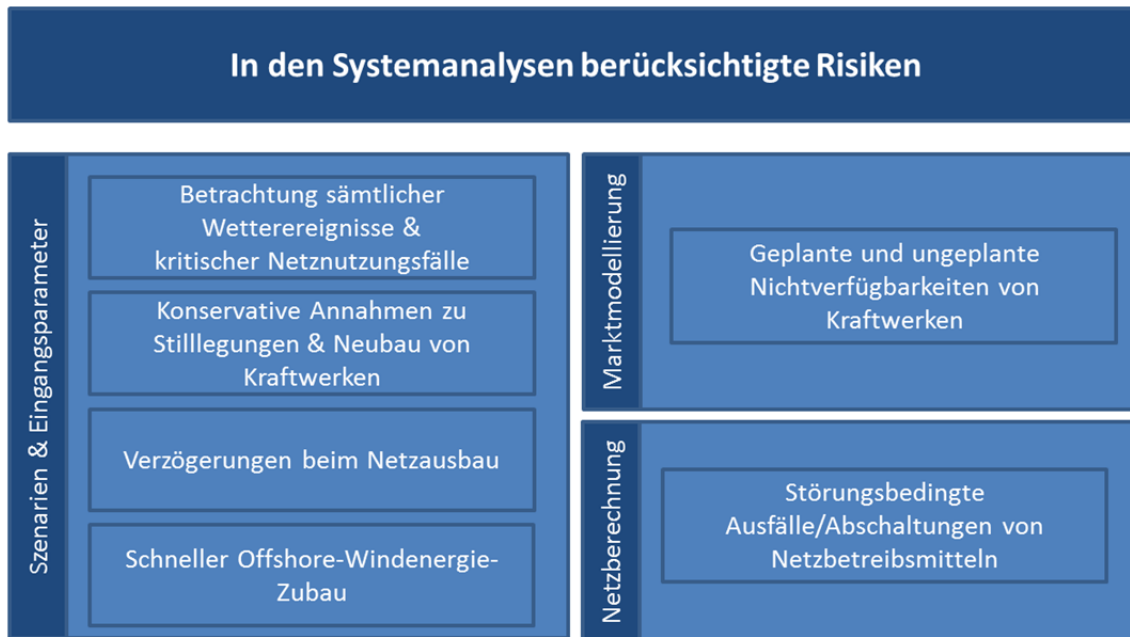 In den Systemanalysen berücksichtigte Risiken
Szenarien & Eingangsparameter
Betrachtung sämtlicher
Wetterereignisse &
kritischer Netznutzungsfälle
Konservative Annahmen zu
Stilllegungen & Neubau von
Kraftwerken
Verzögerungen beim Netzausbau
Schneller Offshore-Windenergie-
Zubau
Marktmodellierung
Geplante und ungeplante
Nichtverfügbarkeiten von
Kraftwerken
Netzberechnung
Störungsbedingte
Ausfälle/Abschaltungen von
Netzbetreibsmitteln